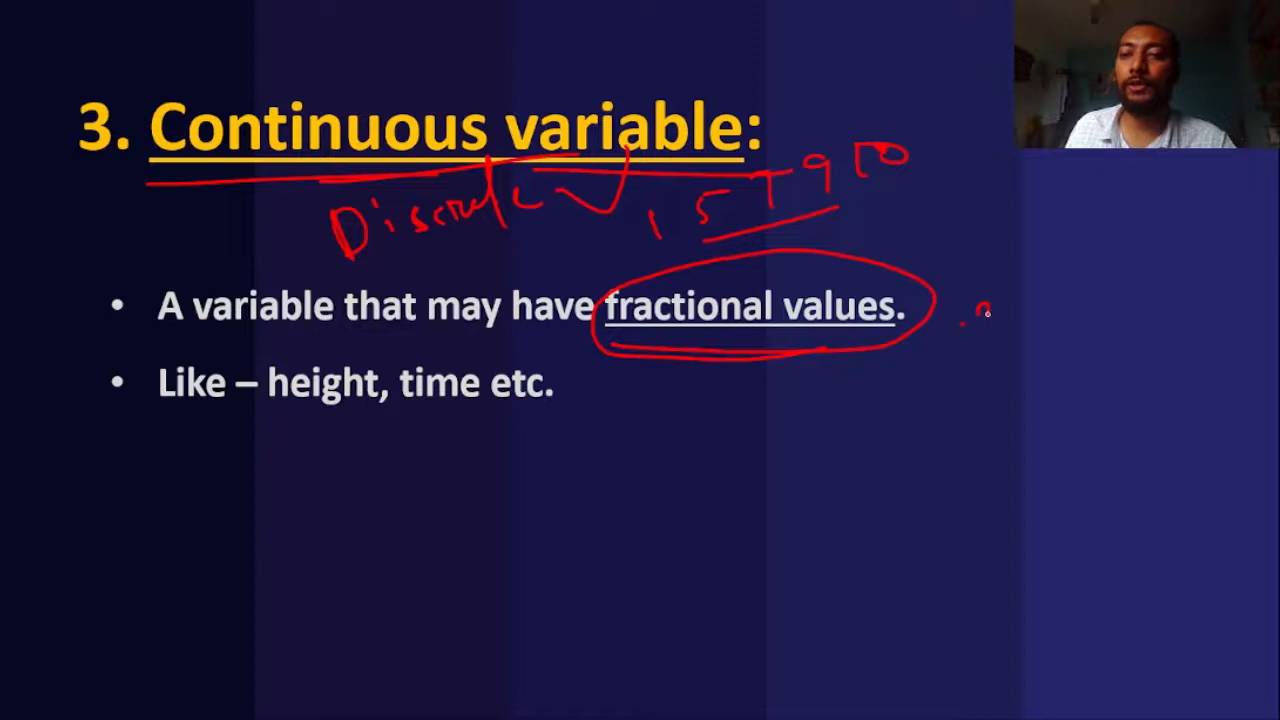 3. Continuous variable:
Discrete 1 5 7 9 10
• A variable that may have fractional values.
• Like – height, time etc.